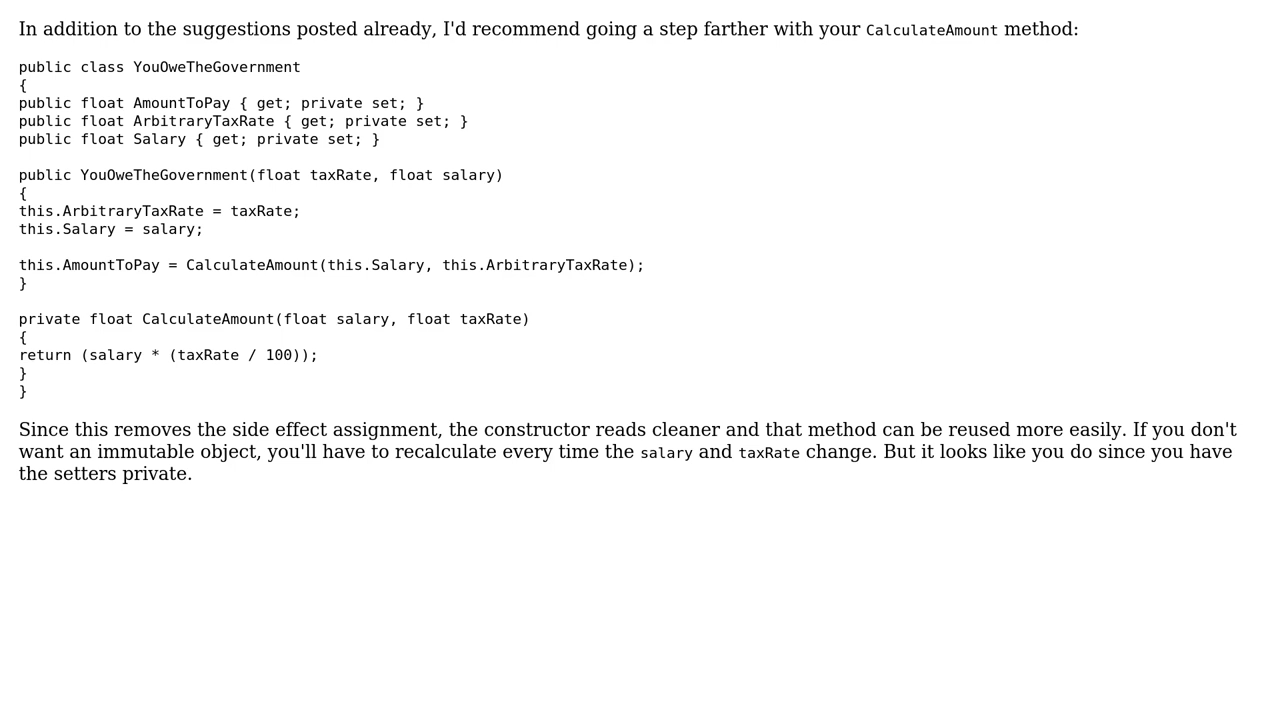 In addition to the suggestions posted already, I'd recommend going a step farther with your CalculateAmount method:
public class YouOweTheGovernment
{
public float AmountToPay { get; private set; }
public float ArbitraryTaxRate { get; private set; }
public float Salary { get; private set; }
public YouOweTheGovernment(float taxRate, float salary)
{
this.ArbitraryTaxRate = taxRate;
this.Salary = salary;
this.AmountToPay = CalculateAmount(this.Salary, this.ArbitraryTaxRate);
}
private float CalculateAmount(float salary, float taxRate)
{
return (salary * (taxRate / 100));
}
}
Since this removes the side effect assignment, the constructor reads cleaner and that method can be reused more easily. If you don't
want an immutable object, you'll have to recalculate every time the salary and taxRate change. But it looks like you do since you have
the setters private.